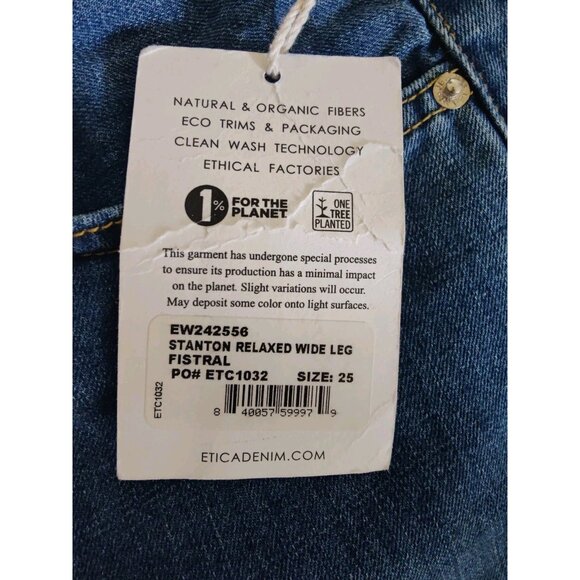 NATURAL & ORGANIC FIBERS
ECO TRIMS & PACKAGING
CLEAN WASH TECHNOLOGY
ETHICAL FACTORIES
1% FOR THE PLANET
ONE TREE PLANTED
This garment has undergone special processes
to ensure its production has a minimal impact
on the planet. Slight variations will occur.
May deposit some color onto light surfaces.
EW242556
STANTON RELAXED WIDE LEG
FISTRAL
PO# ETC1032 SIZE: 25
ETC1032
8 40057 59997 9
ETICADENIM.COM